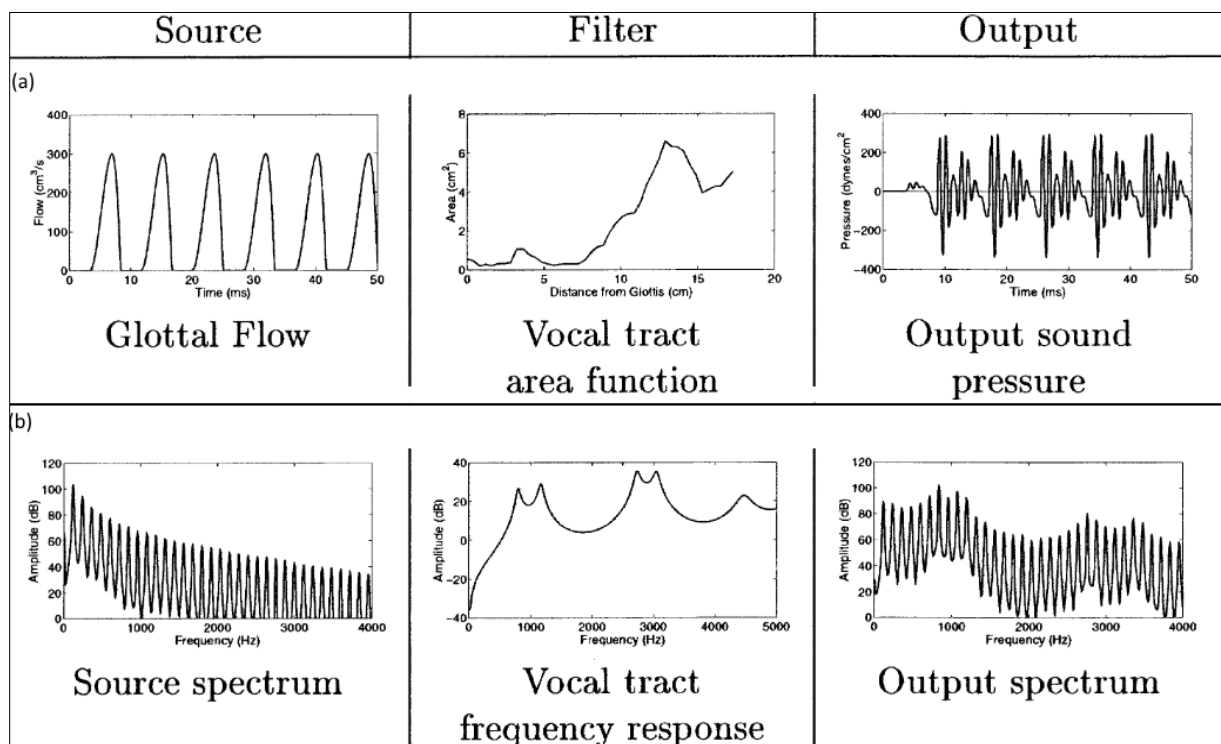 Source Filter Output
(a)
400
300
200
100
0
Flow (cm³/s)
0 10 20 30 40 50
Time (ms)
Glottal Flow
8
6
4
2
0
Area (cm²)
0 5 10 15 20
Distance from Glottis (cm)
Vocal tract
area function
400
200
0
−200
−400
Pressure (dynes/cm²)
0 10 20 30 40 50
Time (ms)
Output sound
pressure
(b)
120
100
80
60
40
20
0
Amplitude (dB)
0 1000 2000 3000 4000
Frequency (Hz)
Source spectrum
40
20
0
−20
−40
Amplitude (dB)
0 1000 2000 3000 4000 5000
Frequency (Hz)
Vocal tract
frequency response
120
100
80
60
40
20
0
Amplitude (dB)
0 1000 2000 3000 4000
Frequency (Hz)
Output spectrum